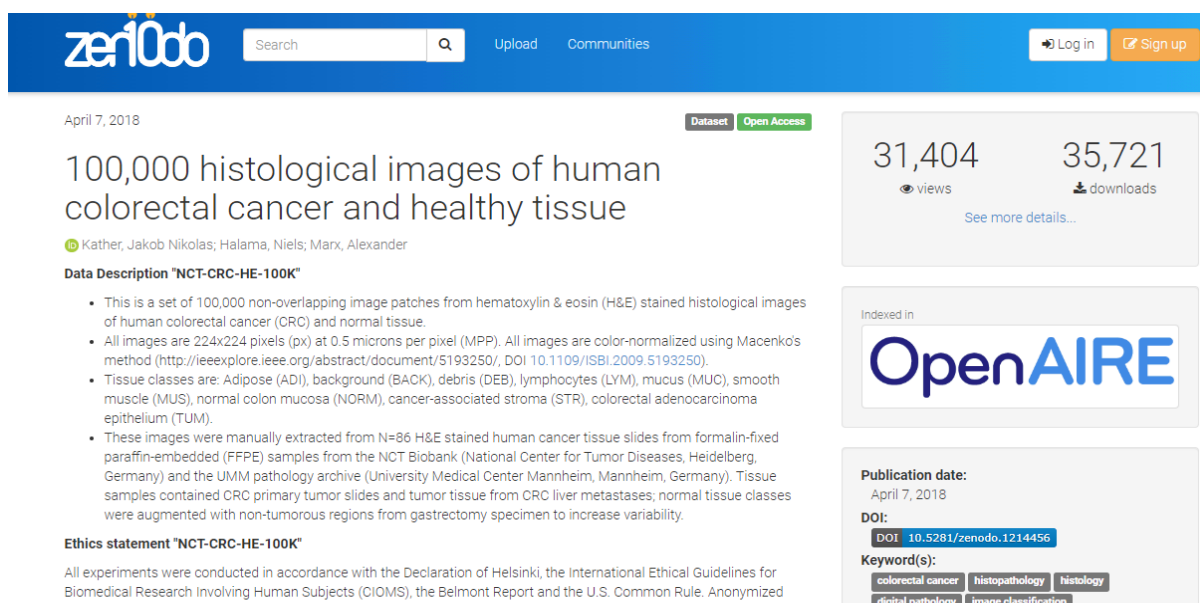 zen10do
Search
Upload
Communities
Log in
Sign up
April 7, 2018
Dataset
Open Access
100,000 histological images of human
colorectal cancer and healthy tissue
iD Kather, Jakob Nikolas; Halama, Niels; Marx, Alexander
Data Description "NCT-CRC-HE-100K"
• This is a set of 100,000 non-overlapping image patches from hematoxylin & eosin (H&E) stained histological images
of human colorectal cancer (CRC) and normal tissue.
• All images are 224x224 pixels (px) at 0.5 microns per pixel (MPP). All images are color-normalized using Macenko's
method (http://ieeexplore.ieee.org/abstract/document/5193250/, DOI 10.1109/ISBI.2009.5193250).
• Tissue classes are: Adipose (ADI), background (BACK), debris (DEB), lymphocytes (LYM), mucus (MUC), smooth
muscle (MUS), normal colon mucosa (NORM), cancer-associated stroma (STR), colorectal adenocarcinoma
epithelium (TUM).
• These images were manually extracted from N=86 H&E stained human cancer tissue slides from formalin-fixed
paraffin-embedded (FFPE) samples from the NCT Biobank (National Center for Tumor Diseases, Heidelberg,
Germany) and the UMM pathology archive (University Medical Center Mannheim, Mannheim, Germany). Tissue
samples contained CRC primary tumor slides and tumor tissue from CRC liver metastases; normal tissue classes
were augmented with non-tumorous regions from gastrectomy specimen to increase variability.
Ethics statement "NCT-CRC-HE-100K"
All experiments were conducted in accordance with the Declaration of Helsinki, the International Ethical Guidelines for
Biomedical Research Involving Human Subjects (CIOMS), the Belmont Report and the U.S. Common Rule. Anonymized
31,404
views
35,721
downloads
See more details...
Indexed in
OpenAIRE
Publication date:
April 7, 2018
DOI:
DOI 10.5281/zenodo.1214456
Keyword(s):
colorectal cancer
histopathology
histology
digital pathology
image classification